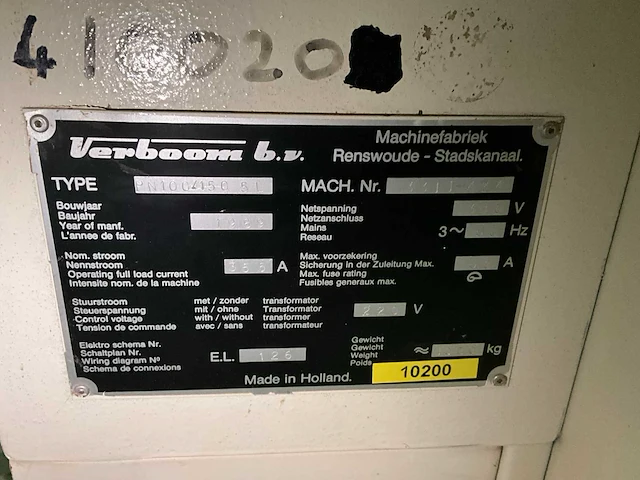 Verboom b.v.
Machinefabriek
Renswoude - Stadskanaal.
TYPE
MACH. Nr.
Bouwjaar
Baujahr
Year of manf.
L'annee de fabr.
Netspanning
Netzanschluss
Mains
Reseau
V
3~ Hz
Nom. stroom
Nennstroom
Operating full load current
Intensite nom. de la machine
A
Max. voorzekering
Sicherung in der Zuleitung Max.
Max. fuse rating
Fusibles generaux max.
A
Stuurstroom met / zonder transformator
Steuerspannung mit / ohne Transformator
Control voltage with / without transformer
Tension de commande avec / sans transformateur
V
Elektro schema Nr.
Schaltplan Nr.
Wiring diagram Nº
Schema de connexions
E.L. 126
Gewicht
Gewicht
Weight
Poids
≈ kg
10200
Made in Holland.